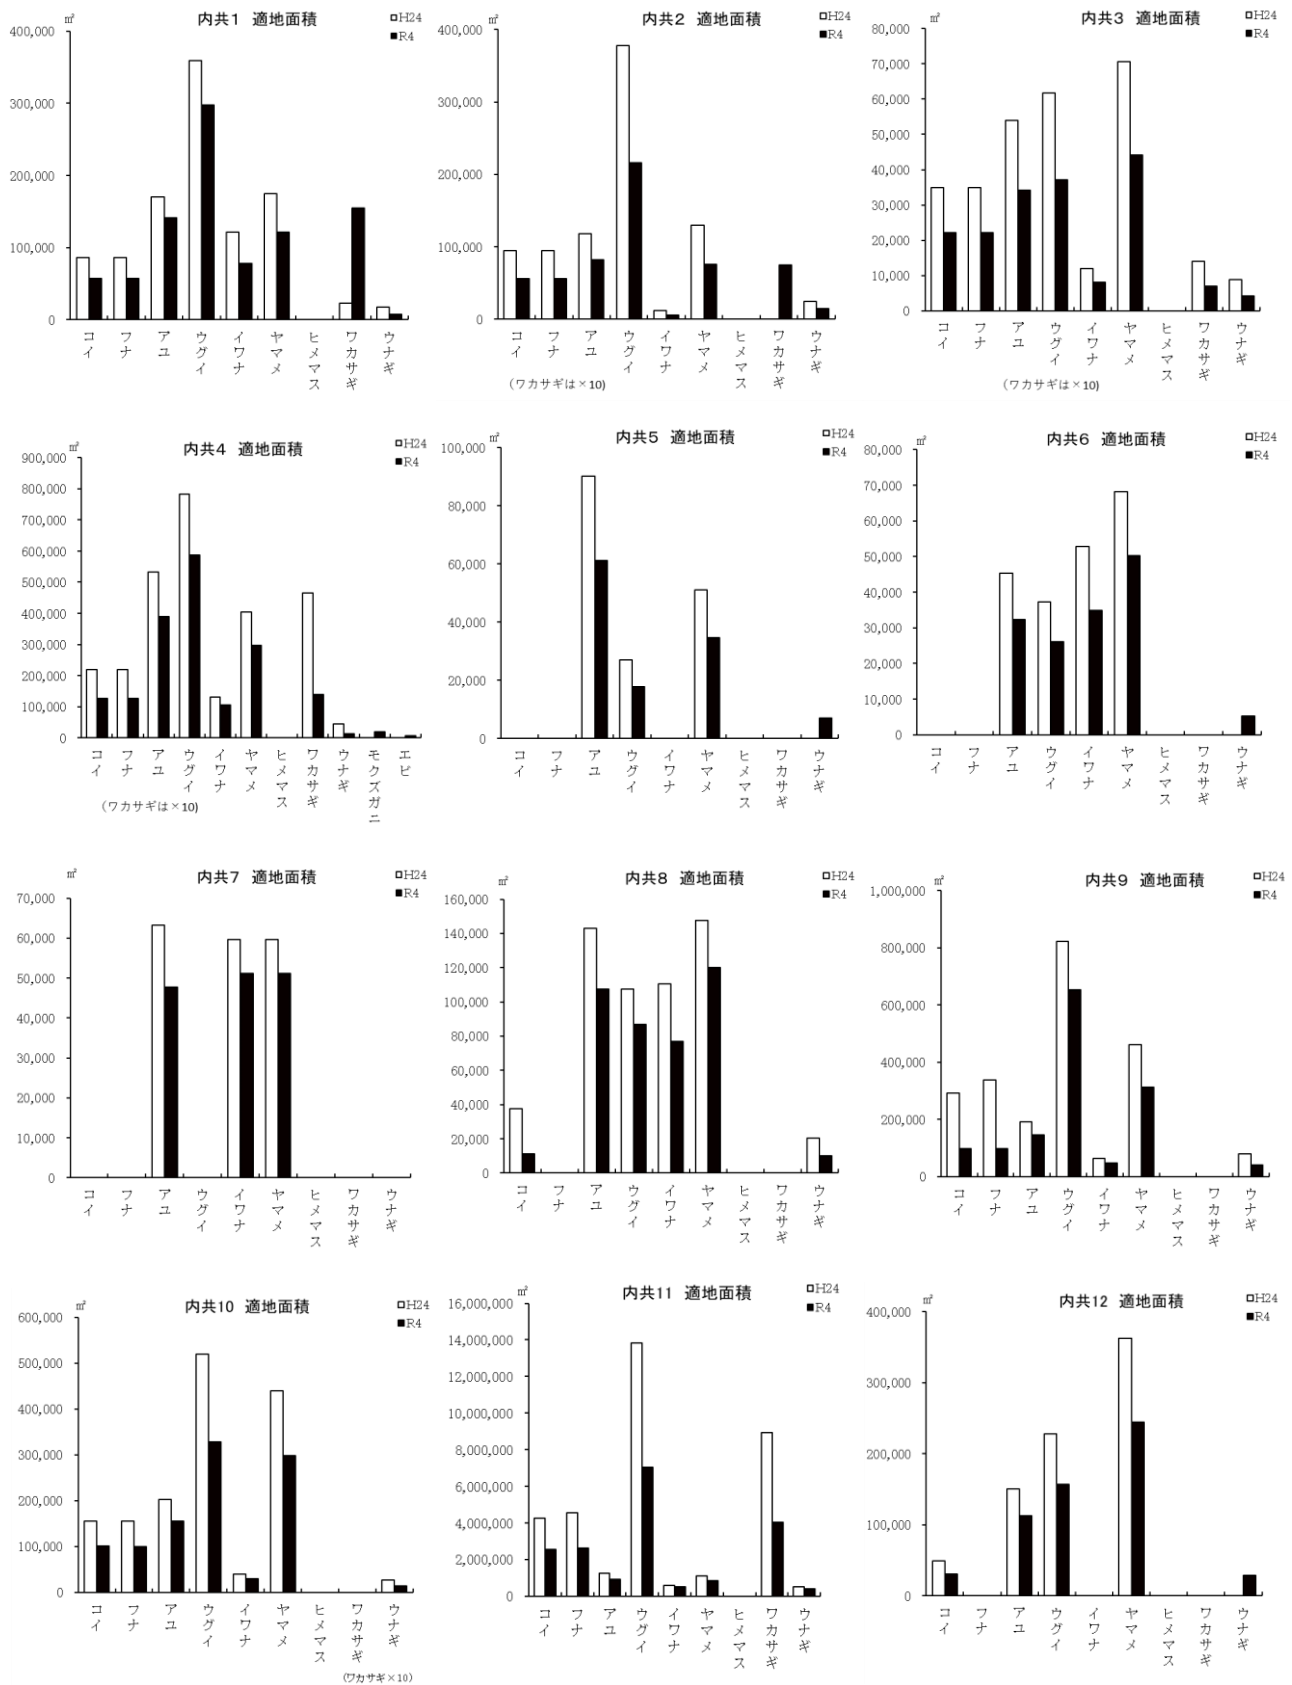 ㎡ 内共1 適地面積 □H24
■R4
400,000
300,000
200,000
100,000
0
コイ フナ アユ ウグイ イワナ ヤマメ ヒメマス ワカサギ ウナギ
㎡ 内共2 適地面積 □H24
■R4
400,000
300,000
200,000
100,000
0
コイ フナ アユ ウグイ イワナ ヤマメ ヒメマス ワカサギ ウナギ
(ワカサギは×10)
㎡ 内共3 適地面積 □H24
■R4
80,000
70,000
60,000
50,000
40,000
30,000
20,000
10,000
0
コイ フナ アユ ウグイ イワナ ヤマメ ヒメマス ワカサギ ウナギ
(ワカサギは×10)
㎡ 内共4 適地面積 □H24
■R4
900,000
800,000
700,000
600,000
500,000
400,000
300,000
200,000
100,000
0
コイ フナ アユ ウグイ イワナ ヤマメ ヒメマス ワカサギ ウナギ モクズガニ エビ
(ワカサギは×10)
㎡ 内共5 適地面積 □H24
■R4
100,000
80,000
60,000
40,000
20,000
0
コイ フナ アユ ウグイ イワナ ヤマメ ヒメマス ワカサギ ウナギ
㎡ 内共6 適地面積 □H24
■R4
80,000
70,000
60,000
50,000
40,000
30,000
20,000
10,000
0
コイ フナ アユ ウグイ イワナ ヤマメ ヒメマス ワカサギ ウナギ
㎡ 内共7 適地面積 □H24
■R4
70,000
60,000
50,000
40,000
30,000
20,000
10,000
0
コイ フナ アユ ウグイ イワナ ヤマメ ヒメマス ワカサギ ウナギ
㎡ 内共8 適地面積 □H24
■R4
160,000
140,000
120,000
100,000
80,000
60,000
40,000
20,000
0
コイ フナ アユ ウグイ イワナ ヤマメ ヒメマス ワカサギ ウナギ
㎡ 内共9 適地面積 □H24
■R4
1,000,000
800,000
600,000
400,000
200,000
0
コイ フナ アユ ウグイ イワナ ヤマメ ヒメマス ワカサギ ウナギ
㎡ 内共10 適地面積 □H24
■R4
600,000
500,000
400,000
300,000
200,000
100,000
0
コイ フナ アユ ウグイ イワナ ヤマメ ヒメマス ワカサギ ウナギ
(ワカサギ×10)
㎡ 内共11 適地面積 □H24
■R4
16,000,000
14,000,000
12,000,000
10,000,000
8,000,000
6,000,000
4,000,000
2,000,000
0
コイ フナ アユ ウグイ イワナ ヤマメ ヒメマス ワカサギ ウナギ
㎡ 内共12 適地面積 □H24
■R4
400,000
300,000
200,000
100,000
0
コイ フナ アユ ウグイ イワナ ヤマメ ヒメマス ワカサギ ウナギ